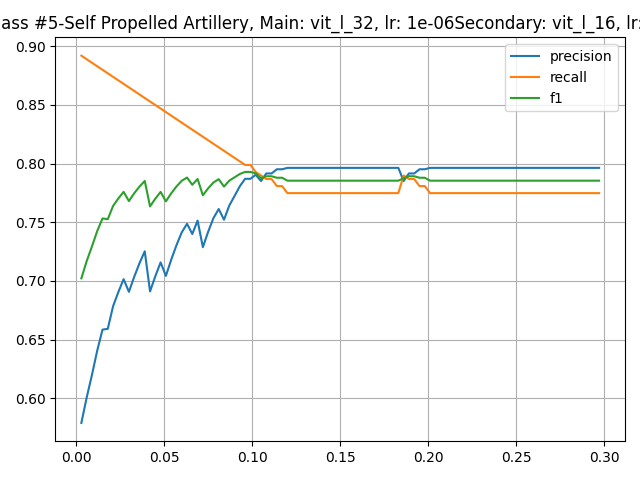 ass #5-Self Propelled Artillery, Main: vit_l_32, lr: 1e-06Secondary: vit_l_16, lr:
precision
recall
f1
0.90
0.85
0.80
0.75
0.70
0.65
0.60
0.00 0.05 0.10 0.15 0.20 0.25 0.30